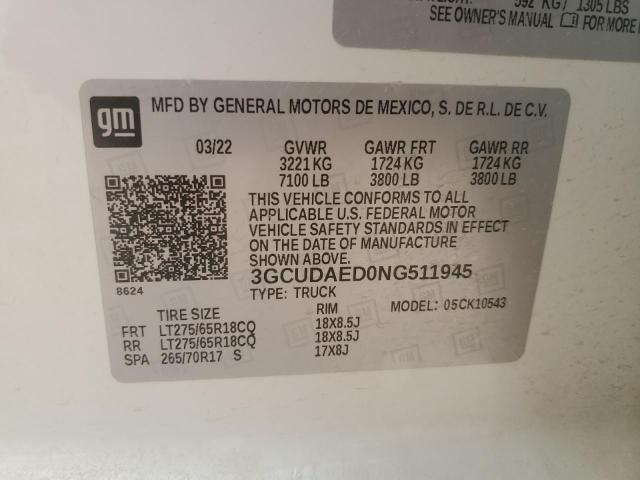 592 KG / 1305 LBS
SEE OWNER'S MANUAL FOR MORE
gm
MFD BY GENERAL MOTORS DE MEXICO, S. DE R.L. DE C.V.
03/22 GVWR GAWR FRT GAWR RR
3221 KG 1724 KG 1724 KG
7100 LB 3800 LB 3800 LB
THIS VEHICLE CONFORMS TO ALL
APPLICABLE U.S. FEDERAL MOTOR
VEHICLE SAFETY STANDARDS IN EFFECT
ON THE DATE OF MANUFACTURE
SHOWN ABOVE.
8624 3GCUDAED0NG511945
TYPE: TRUCK MODEL: 05CK10543
TIRE SIZE RIM
FRT LT275/65R18CQ 18X8.5J
RR LT275/65R18CQ 18X8.5J
SPA 265/70R17 S 17X8J